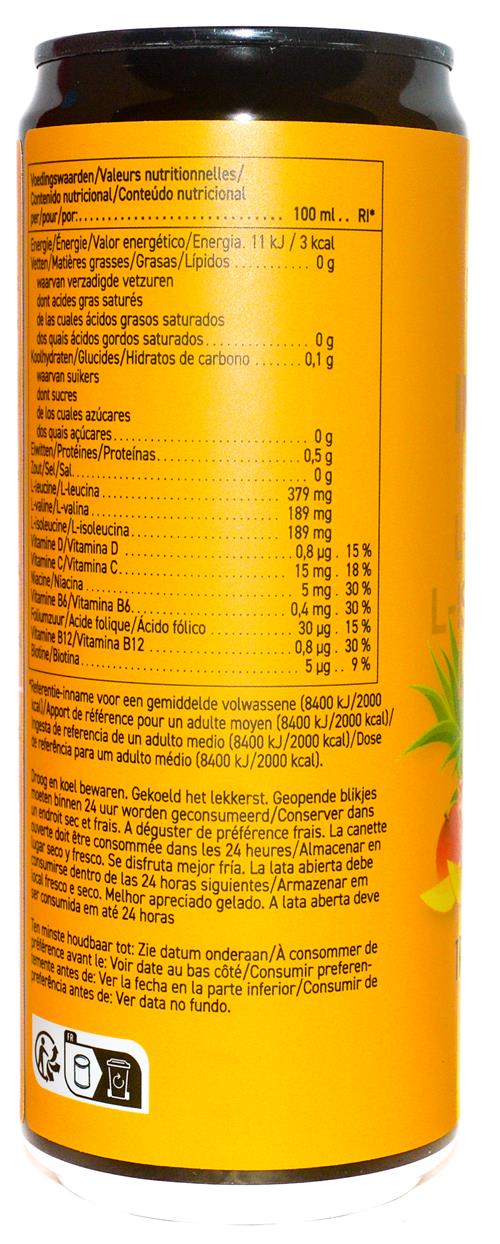 Voedingswaarden/Valeurs nutritionnelles/
Contenido nutricional/Conteúdo nutricional
per/pour/por:.............................. 100 ml.. RI*
Energie/Énergie/Valor energético/Energia. 11 kJ / 3 kcal
Vetten/Matières grasses/Grasas/Lípidos ........... 0 g
waarvan verzadigde vetzuren
dont acides gras saturés
de las cuales ácidos grasos saturados
dos quais ácidos gordos saturados................ 0 g
Koolhydraten/Glucides/Hidratos de carbono ....... 0,1 g
waarvan suikers
dont sucres
de los cuales azúcares
dos quais açúcares............................... 0 g
Eiwitten/Protéines/Proteínas..................... 0,5 g
Zout/Sel/Sal..................................... 0 g
L-leucine/L-leucina ............................. 379 mg
L-valine/L-valina ............................... 189 mg
L-isoleucine/L-isoleucina........................ 189 mg
Vitamine D/Vitamina D ........................... 0,8 µg . 15 %
Vitamine C/Vitamina C............................ 15 mg . 18 %
Niacine/Niacina ................................. 5 mg . 30 %
Vitamine B6/Vitamina B6.......................... 0,4 mg . 30 %
Foliumzuur/Acide folique/Ácido fólico ........... 30 µg . 15 %
Vitamine B12/Vitamina B12 ....................... 0,8 µg . 30 %
Biotine/Biotina.................................. 5 µg .. 9 %
*Referentie-inname voor een gemiddelde volwassene (8400 kJ/2000
kcal)/Apport de référence pour un adulte moyen (8400 kJ/2000 kcal)/
Ingesta de referencia de un adulto medio (8400 kJ/2000 kcal)/Dose
de referência para um adulto médio (8400 kJ/2000 kcal).
Droog en koel bewaren. Gekoeld het lekkerst. Geopende blikjes
moeten binnen 24 uur worden geconsumeerd/Conserver dans
un endroit sec et frais. A déguster de préférence frais. La canette
ouverte doit être consommée dans les 24 heures/Almacenar en
lugar seco y fresco. Se disfruta mejor fría. La lata abierta debe
consumirse dentro de las 24 horas siguientes/Armazenar em
local fresco e seco. Melhor apreciado gelado. A lata aberta deve
ser consumida em até 24 horas
Ten minste houdbaar tot: Zie datum onderaan/À consommer de
préférence avant le: Voir date au bas côté/Consumir preferen-
temente antes de: Ver la fecha en la parte inferior/Consumir de
preferência antes de: Ver data no fundo.
FR